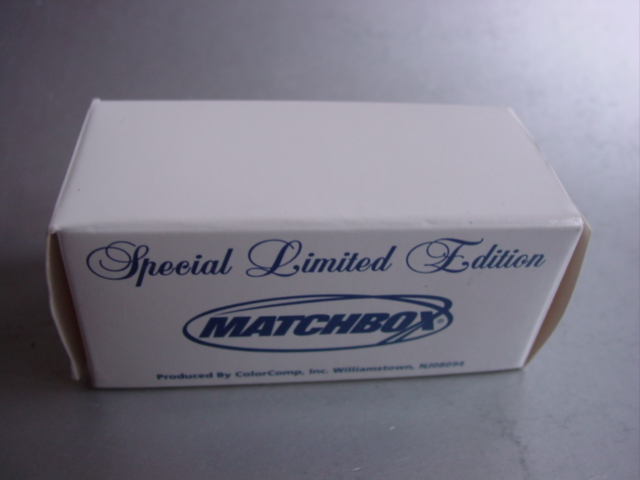 Special Limited Edition
MATCHBOX®
Produced By ColorComp, Inc. Williamstown, NJ08094